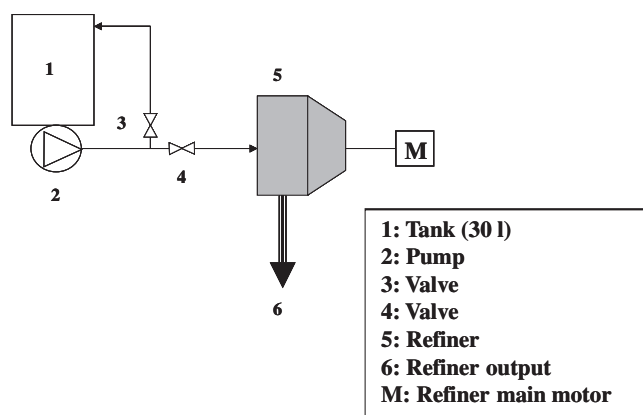 1
5
3
M
4
2
6
1: Tank (30 l)
2: Pump
3: Valve
4: Valve
5: Refiner
6: Refiner output
M: Refiner main motor